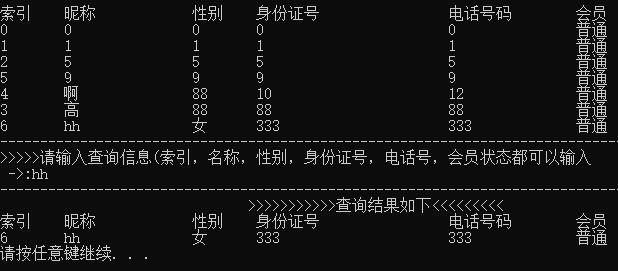 索引 昵称 性别 身份证号 电话号码 会员
0 0 0 0 0 普通
1 1 1 1 1 普通
2 5 5 5 5 普通
5 9 9 9 9 普通
4 啊 88 10 12 普通
3 高 88 88 88 普通
6 hh 女 333 333 普通
--------------------------------------------------------------------------------
>>>>>请输入查询信息(索引，名称，性别，身份证号，电话号，会员状态都可以输入
->:hh
--------------------------------------------------------------------------------
>>>>>>>>>>>查询结果如下<<<<<<<<<
索引 昵称 性别 身份证号 电话号码 会员
6 hh 女 333 333 普通
请按任意键继续. . .